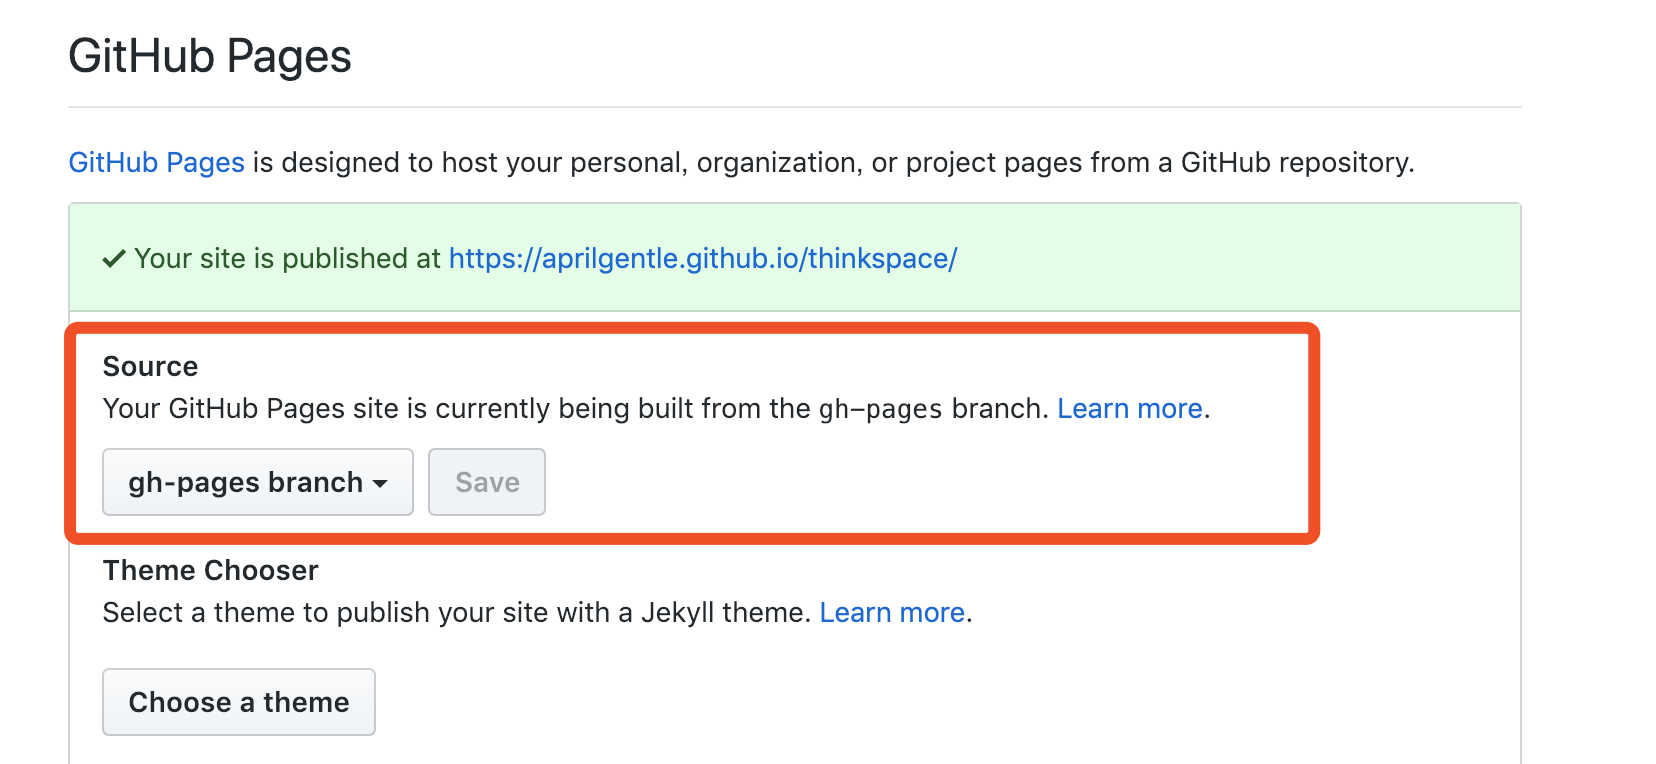 GitHub Pages
GitHub Pages is designed to host your personal, organization, or project pages from a GitHub repository.
Your site is published at https://aprilgentle.github.io/thinkspace/
Source
Your GitHub Pages site is currently being built from the gh-pages branch. Learn more.
gh-pages branch
Save
Theme Chooser
Select a theme to publish your site with a Jekyll theme. Learn more.
Choose a theme